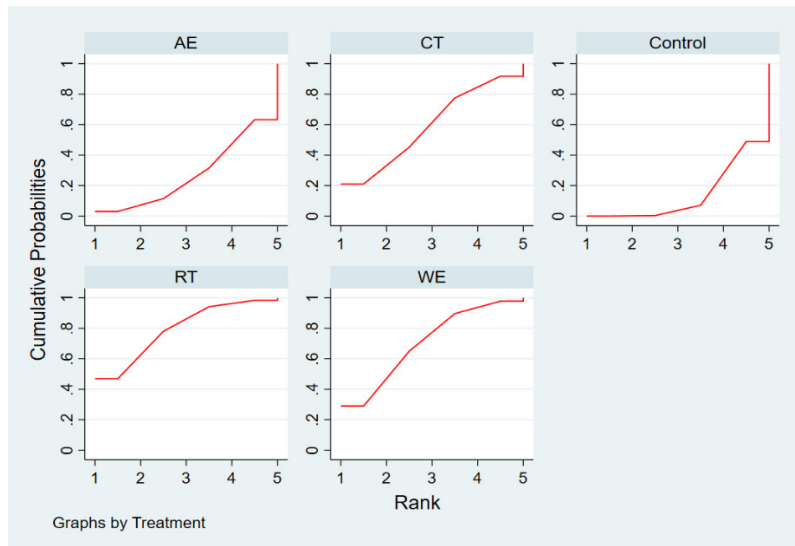 AE
CT
Control
Cumulative Probabilities
0 .2 .4 .6 .8 1
1 2 3 4 5
0 .2 .4 .6 .8 1
1 2 3 4 5
0 .2 .4 .6 .8 1
1 2 3 4 5
RT
WE
0 .2 .4 .6 .8 1
1 2 3 4 5
0 .2 .4 .6 .8 1
1 2 3 4 5
Rank
Graphs by Treatment